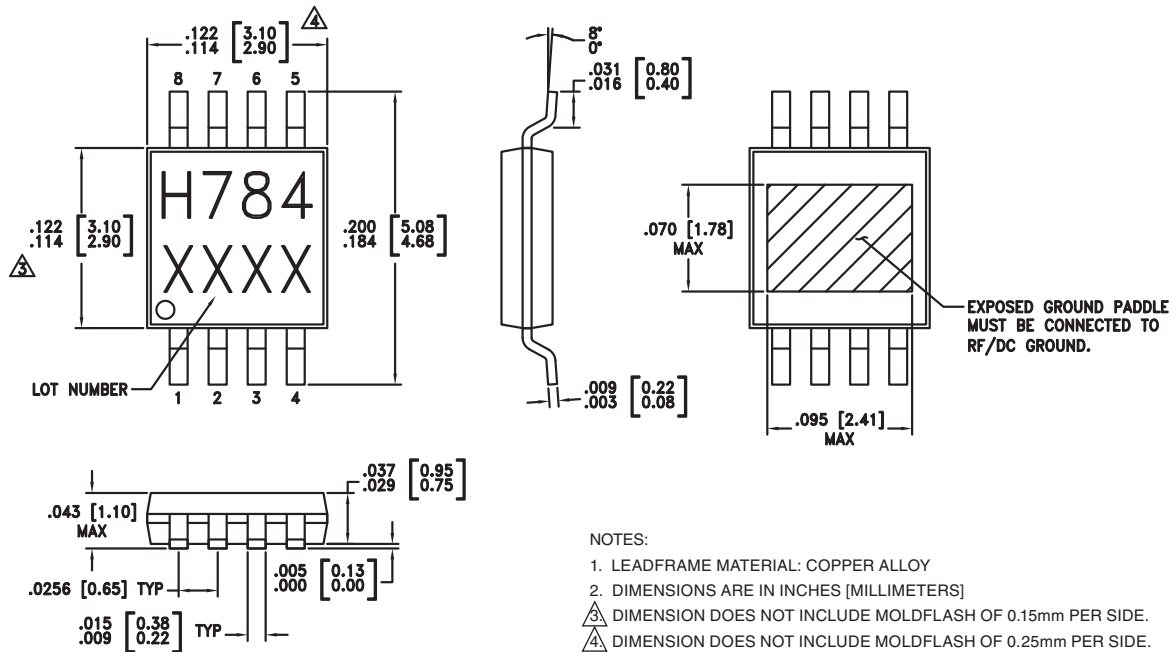 .122 [3.10]
.114 [2.90]
4
8 7 6 5
H784
XXXX
.122 [3.10]
.114 [2.90]
3
.200 [5.08]
.184 [4.68]
LOT NUMBER
1 2 3 4
8°
0°
.031 [0.80]
.016 [0.40]
.009 [0.22]
.003 [0.08]
.070 [1.78]
MAX
EXPOSED GROUND PADDLE
MUST BE CONNECTED TO
RF/DC GROUND.
.095 [2.41]
MAX
.037 [0.95]
.029 [0.75]
.043 [1.10]
MAX
.0256 [0.65] TYP
.005 [0.13]
.000 [0.00]
.015 [0.38] TYP
.009 [0.22]
NOTES:
1. LEADFRAME MATERIAL: COPPER ALLOY
2. DIMENSIONS ARE IN INCHES [MILLIMETERS]
3. DIMENSION DOES NOT INCLUDE MOLDFLASH OF 0.15mm PER SIDE.
4. DIMENSION DOES NOT INCLUDE MOLDFLASH OF 0.25mm PER SIDE.